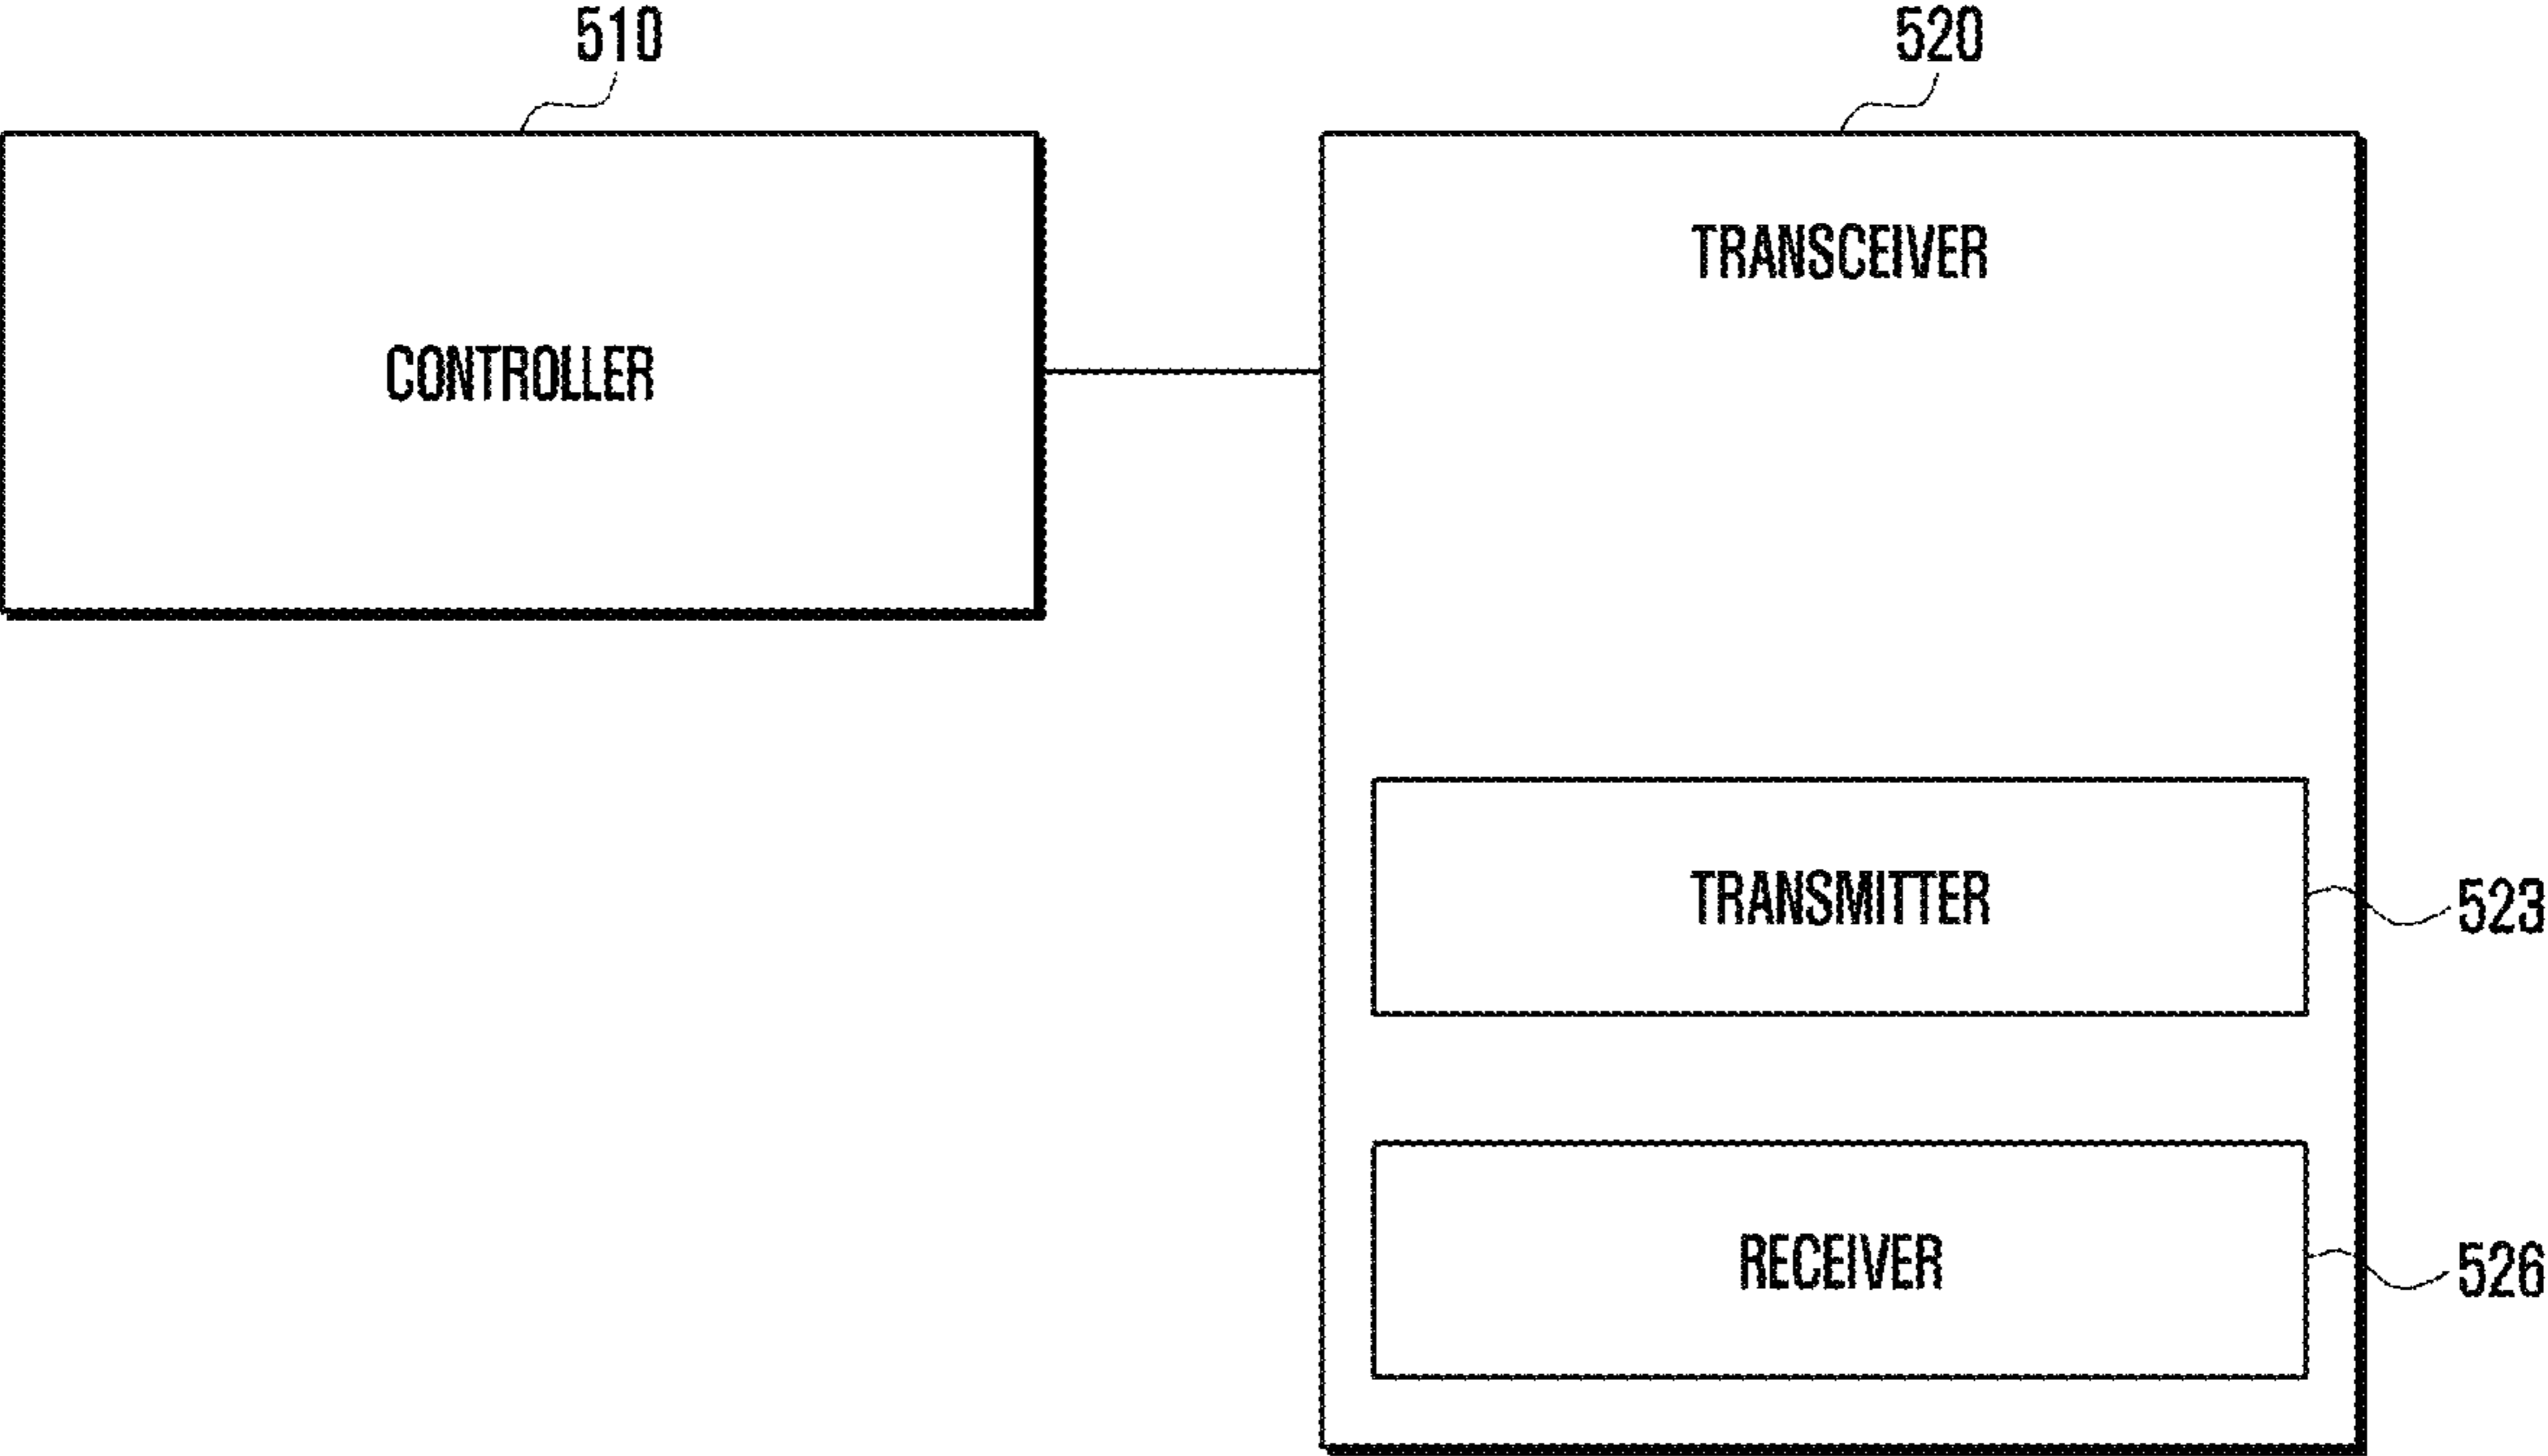 510
520
CONTROLLER
TRANSCEIVER
TRANSMITTER
523
RECEIVER
526